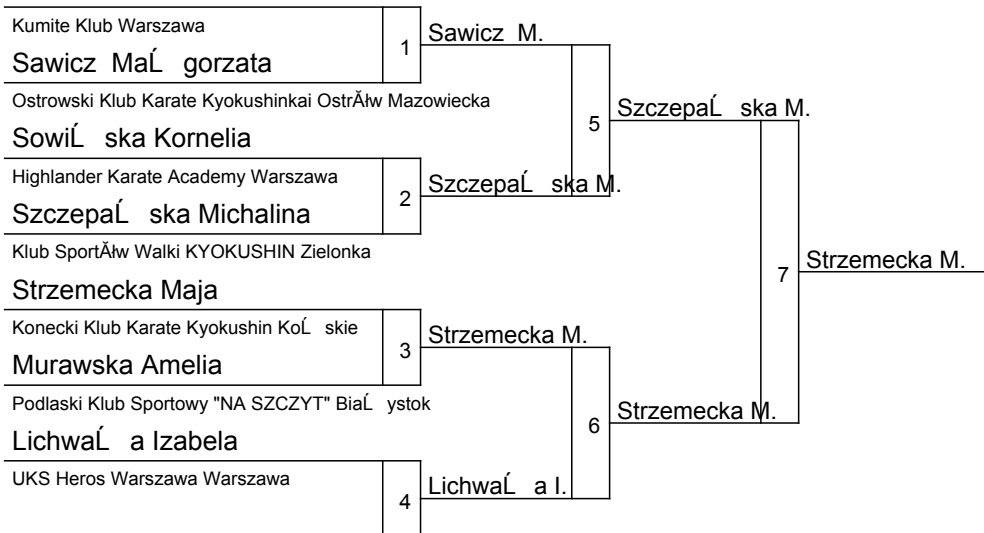 Kumite Klub Warszawa
Sawicz MaĹ gorzata
1
Sawicz M.
Ostrowski Klub Karate Kyokushinkai OstrĂłw Mazowiecka
SowiĹ ska Kornelia
5
SzczepaĹ ska M.
Highlander Karate Academy Warszawa
SzczepaĹ ska Michalina
2
SzczepaĹ ska M.
Klub SportĂłw Walki KYOKUSHIN Zielonka
Strzemecka Maja
7
Strzemecka M.
Konecki Klub Karate Kyokushin KoĹ skie
Murawska Amelia
3
Strzemecka M.
Podlaski Klub Sportowy "NA SZCZYT" BiaĹ ystok
LichwaĹ a Izabela
6
Strzemecka M.
UKS Heros Warszawa Warszawa
4
LichwaĹ a I.